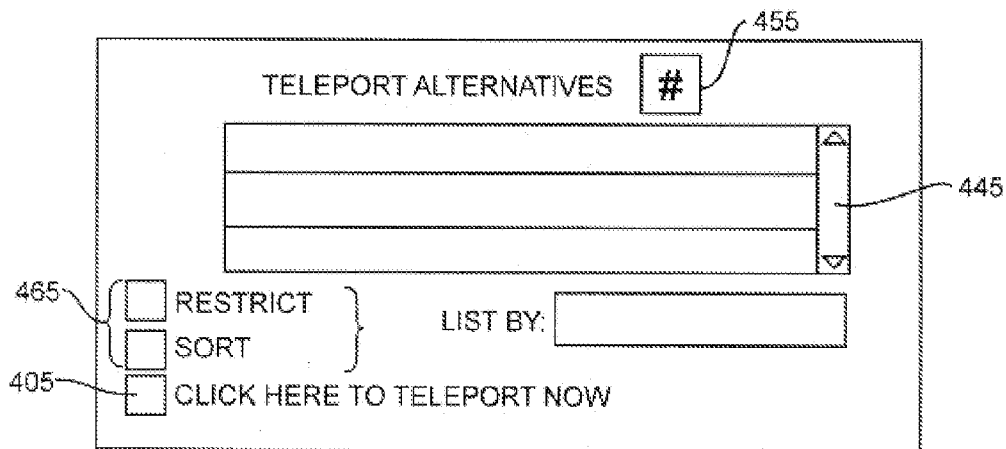 455
TELEPORT ALTERNATIVES #
445
465 RESTRICT
LIST BY:
SORT
405 CLICK HERE TO TELEPORT NOW